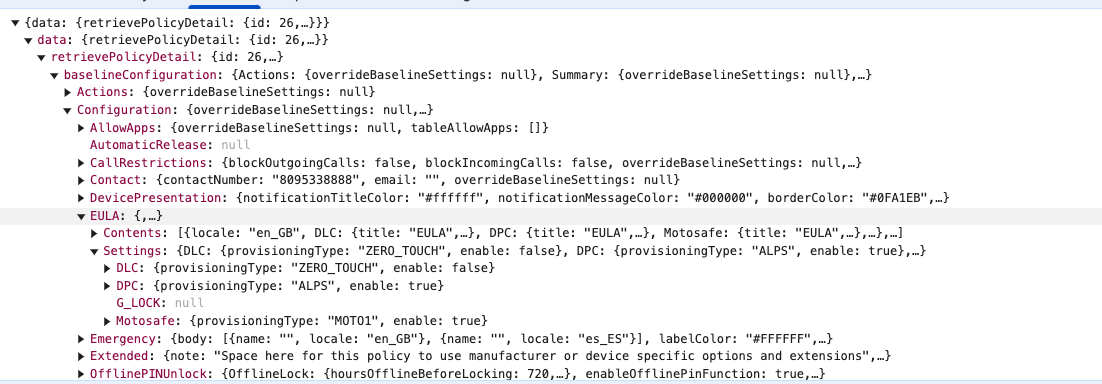 {data: {retrievePolicyDetail: {id: 26,…}}}
data: {retrievePolicyDetail: {id: 26,…}}
retrievePolicyDetail: {id: 26,…}
baselineConfiguration: {Actions: {overrideBaselineSettings: null}, Summary: {overrideBaselineSettings: null},…}
Actions: {overrideBaselineSettings: null}
Configuration: {overrideBaselineSettings: null,…}
AllowApps: {overrideBaselineSettings: null, tableAllowApps: []}
AutomaticRelease: null
CallRestrictions: {blockOutgoingCalls: false, blockIncomingCalls: false, overrideBaselineSettings: null,…}
Contact: {contactNumber: "8095338888", email: "", overrideBaselineSettings: null}
DevicePresentation: {notificationTitleColor: "#ffffff", notificationMessageColor: "#000000", borderColor: "#0FA1EB",…}
EULA: {,…}
Contents: [{locale: "en_GB", DLC: {title: "EULA",…}, DPC: {title: "EULA",…}, Motosafe: {title: "EULA",…},…},…]
Settings: {DLC: {provisioningType: "ZERO_TOUCH", enable: false}, DPC: {provisioningType: "ALPS", enable: true},…}
DLC: {provisioningType: "ZERO_TOUCH", enable: false}
DPC: {provisioningType: "ALPS", enable: true}
G_LOCK: null
Motosafe: {provisioningType: "MOTO1", enable: true}
Emergency: {body: [{name: "", locale: "en_GB"}, {name: "", locale: "es_ES"}], labelColor: "#FFFFFF",…}
Extended: {note: "Space here for this policy to use manufacturer or device specific options and extensions",…}
OfflinePINUnlock: {OfflineLock: {hoursOfflineBeforeLocking: 720,…}, enableOfflinePinFunction: true,…}